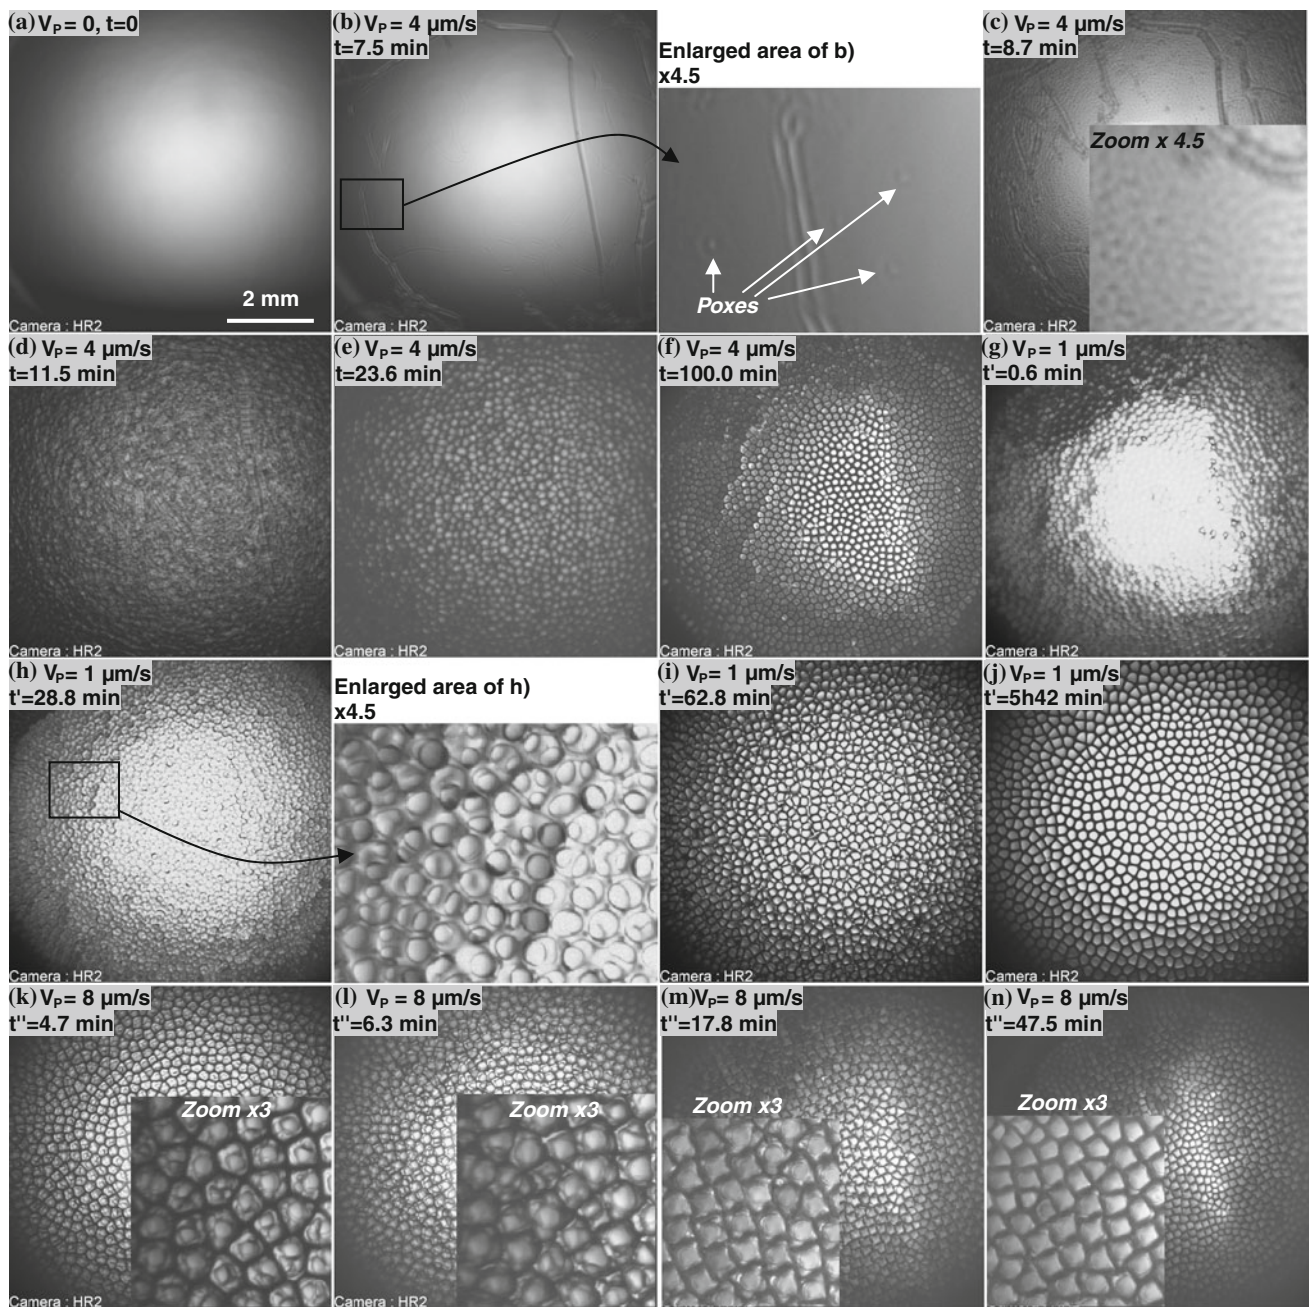 (a) Vₚ = 0, t=0
2 mm
Camera : HR2
(b) Vₚ= 4 µm/s
t=7.5 min
Camera : HR2
Enlarged area of b)
x4.5
Poxes
(c) Vₚ= 4 µm/s
t=8.7 min
Zoom x 4.5
Camera : HR2
(d) Vₚ= 4 µm/s
t=11.5 min
Camera : HR2
(e) Vₚ= 4 µm/s
t=23.6 min
Camera : HR2
(f) Vₚ= 4 µm/s
t=100.0 min
Camera : HR2
(g) Vₚ= 1 µm/s
t'=0.6 min
Camera : HR2
(h) Vₚ= 1 µm/s
t'=28.8 min
Camera : HR2
Enlarged area of h)
x4.5
(i) Vₚ= 1 µm/s
t'=62.8 min
Camera : HR2
(j) Vₚ= 1 µm/s
t'=5h42 min
Camera : HR2
(k) Vₚ= 8 µm/s
t''=4.7 min
Zoom x3
Camera : HR2
(l) Vₚ= 8 µm/s
t''=6.3 min
Zoom x3
Camera : HR2
(m)Vₚ= 8 µm/s
t''=17.8 min
Zoom x3
Camera : HR2
(n) Vₚ= 8 µm/s
t''=47.5 min
Zoom x3
Camera : HR2